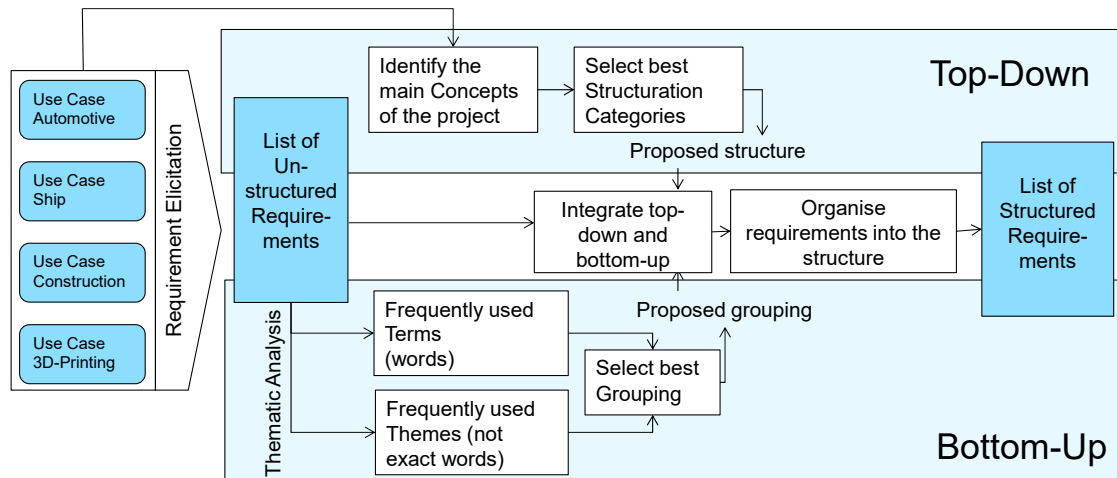 Use Case
Automotive
Use Case
Ship
Use Case
Construction
Use Case
3D-Printing
Requirement Elicitation
List of
Un-
structured
Require-
ments
Top-Down
Identify the
main Concepts
of the project
Select best
Structuration
Categories
Proposed structure
Integrate top-
down and
bottom-up
Organise
requirements into the
structure
List of
Structured
Require-
ments
Thematic Analysis
Frequently used
Terms
(words)
Frequently used
Themes (not
exact words)
Select best
Grouping
Proposed grouping
Bottom-Up